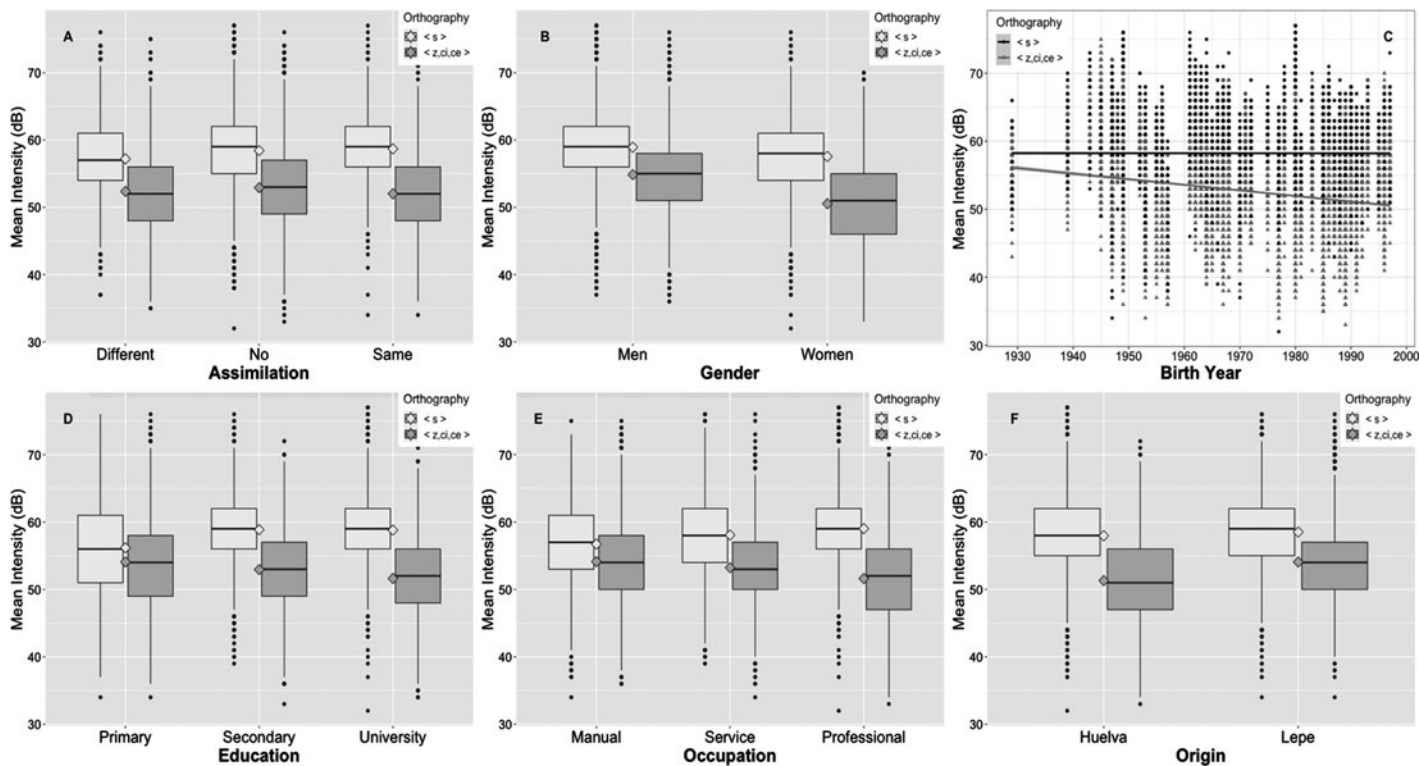 A
Orthography
< s >
< z,ci,ce >
Mean Intensity (dB)
70
60
50
40
30
Different No Same
Assimilation
B
Orthography
< s >
< z,ci,ce >
Mean Intensity (dB)
70
60
50
40
30
Men Women
Gender
C
Orthography
< s >
< z,ci,ce >
Mean Intensity (dB)
70
60
50
40
30
1930 1940 1950 1960 1970 1980 1990 2000
Birth Year
D
Orthography
< s >
< z,ci,ce >
Mean Intensity (dB)
70
60
50
40
30
Primary Secondary University
Education
E
Orthography
< s >
< z,ci,ce >
Mean Intensity (dB)
70
60
50
40
30
Manual Service Professional
Occupation
F
Orthography
< s >
< z,ci,ce >
Mean Intensity (dB)
70
60
50
40
30
Huelva Lepe
Origin